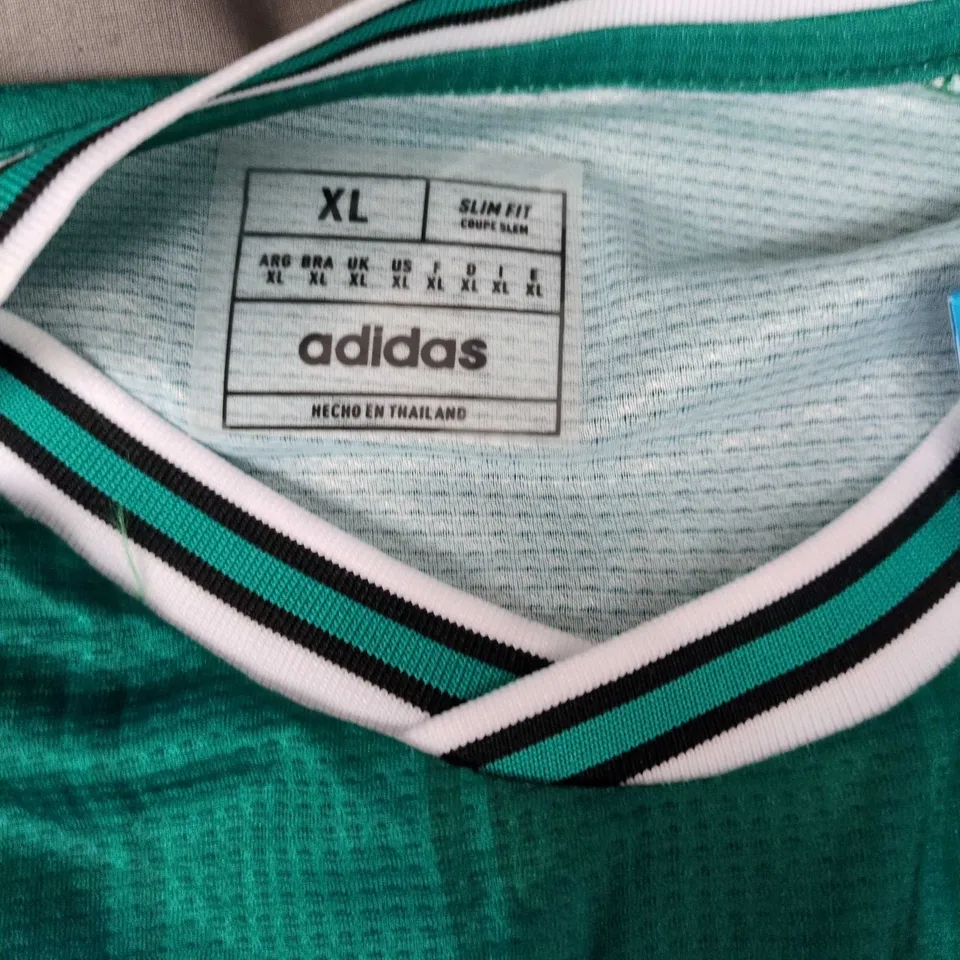 XL
SLIM FIT
COUPE SLIM
ARG BRA UK US F D I E
XL XL XL XL XL XL XL XL
adidas
HECHO EN THAILAND